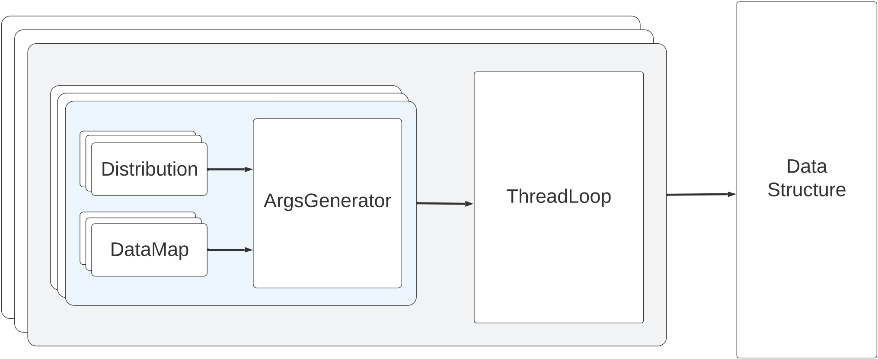 Distribution
DataMap
ArgsGenerator
ThreadLoop
Data
Structure